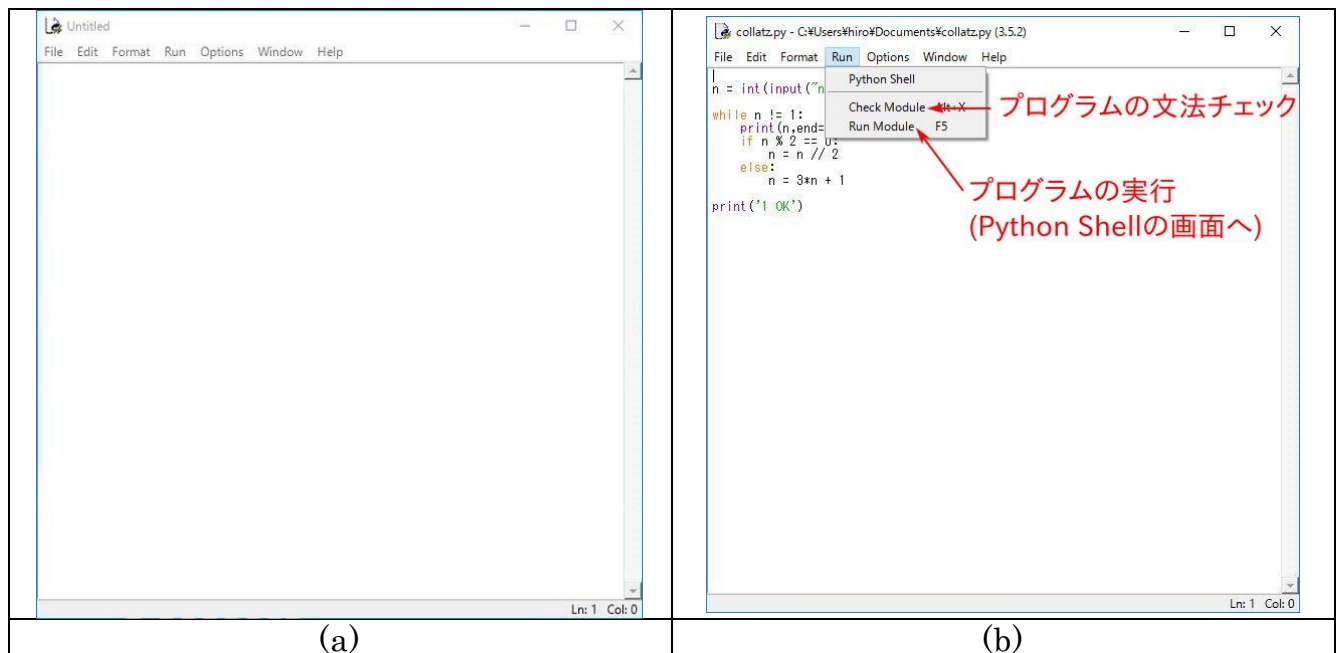 Untitled
File Edit Format Run Options Window Help
Ln: 1 Col: 0
(a)
collatz.py - C:¥Users¥hiro¥Documents¥collatz.py (3.5.2)
File Edit Format Run Options Window Help
Python Shell
Check Module Alt+X
Run Module F5
n = int(input("n
while n != 1:
print(n,end=
if n % 2 == 0:
n = n // 2
else:
n = 3*n + 1
print('1 OK')
プログラムの文法チェック
プログラムの実行
(Python Shellの画面へ)
Ln: 1 Col: 0
(b)